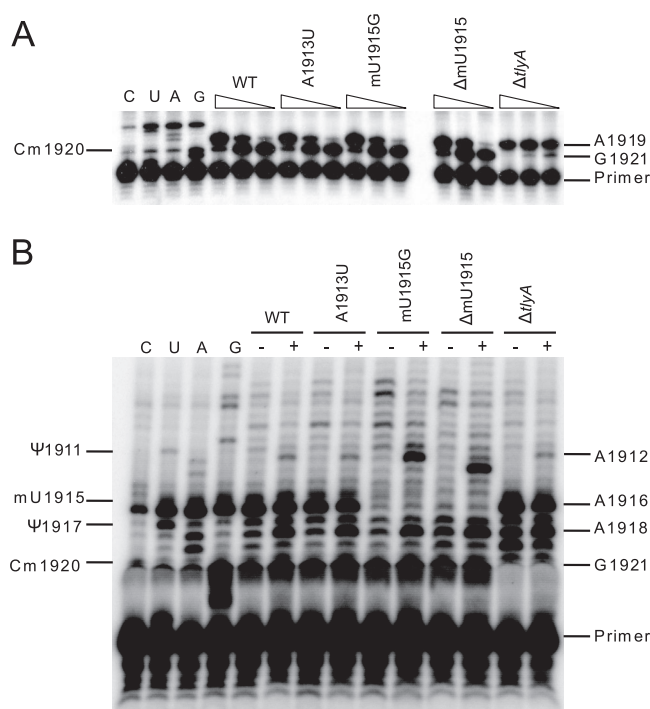 A
WT
A1913U
mU1915G
ΔmU1915
ΔtlyA
C U A G
Cm1920
A1919
G1921
Primer
B
WT
A1913U
mU1915G
ΔmU1915
ΔtlyA
C U A G - + - + - + - + - +
Ψ1911
mU1915
Ψ1917
Cm1920
A1912
A1916
A1918
G1921
Primer